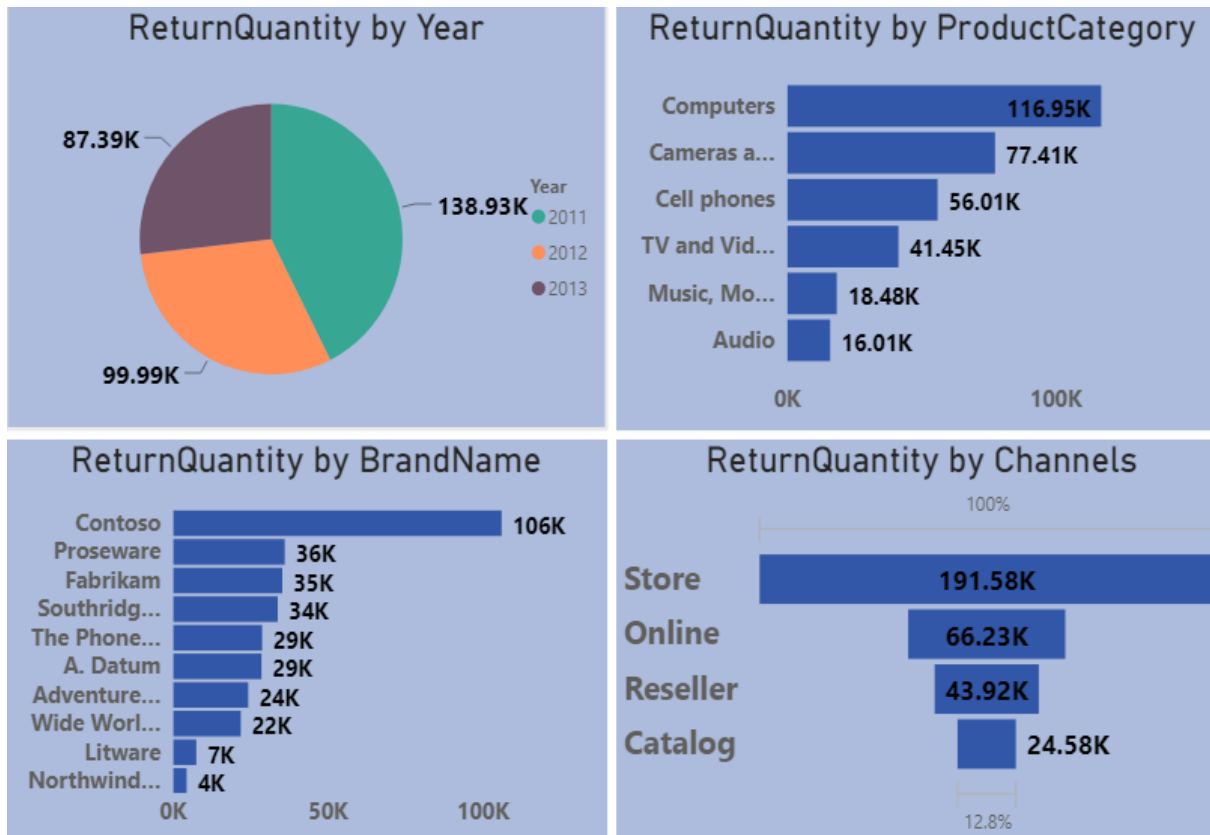 ReturnQuantity by Year
87.39K
138.93K
99.99K
Year
2011
2012
2013
ReturnQuantity by ProductCategory
Computers 116.95K
Cameras a... 77.41K
Cell phones 56.01K
TV and Vid... 41.45K
Music, Mo... 18.48K
Audio 16.01K
0K 100K
ReturnQuantity by BrandName
Contoso 106K
Proseware 36K
Fabrikam 35K
Southridg... 34K
The Phone... 29K
A. Datum 29K
Adventure... 24K
Wide Worl... 22K
Litware 7K
Northwind... 4K
0K 50K 100K
ReturnQuantity by Channels
100%
Store 191.58K
Online 66.23K
Reseller 43.92K
Catalog 24.58K
12.8%